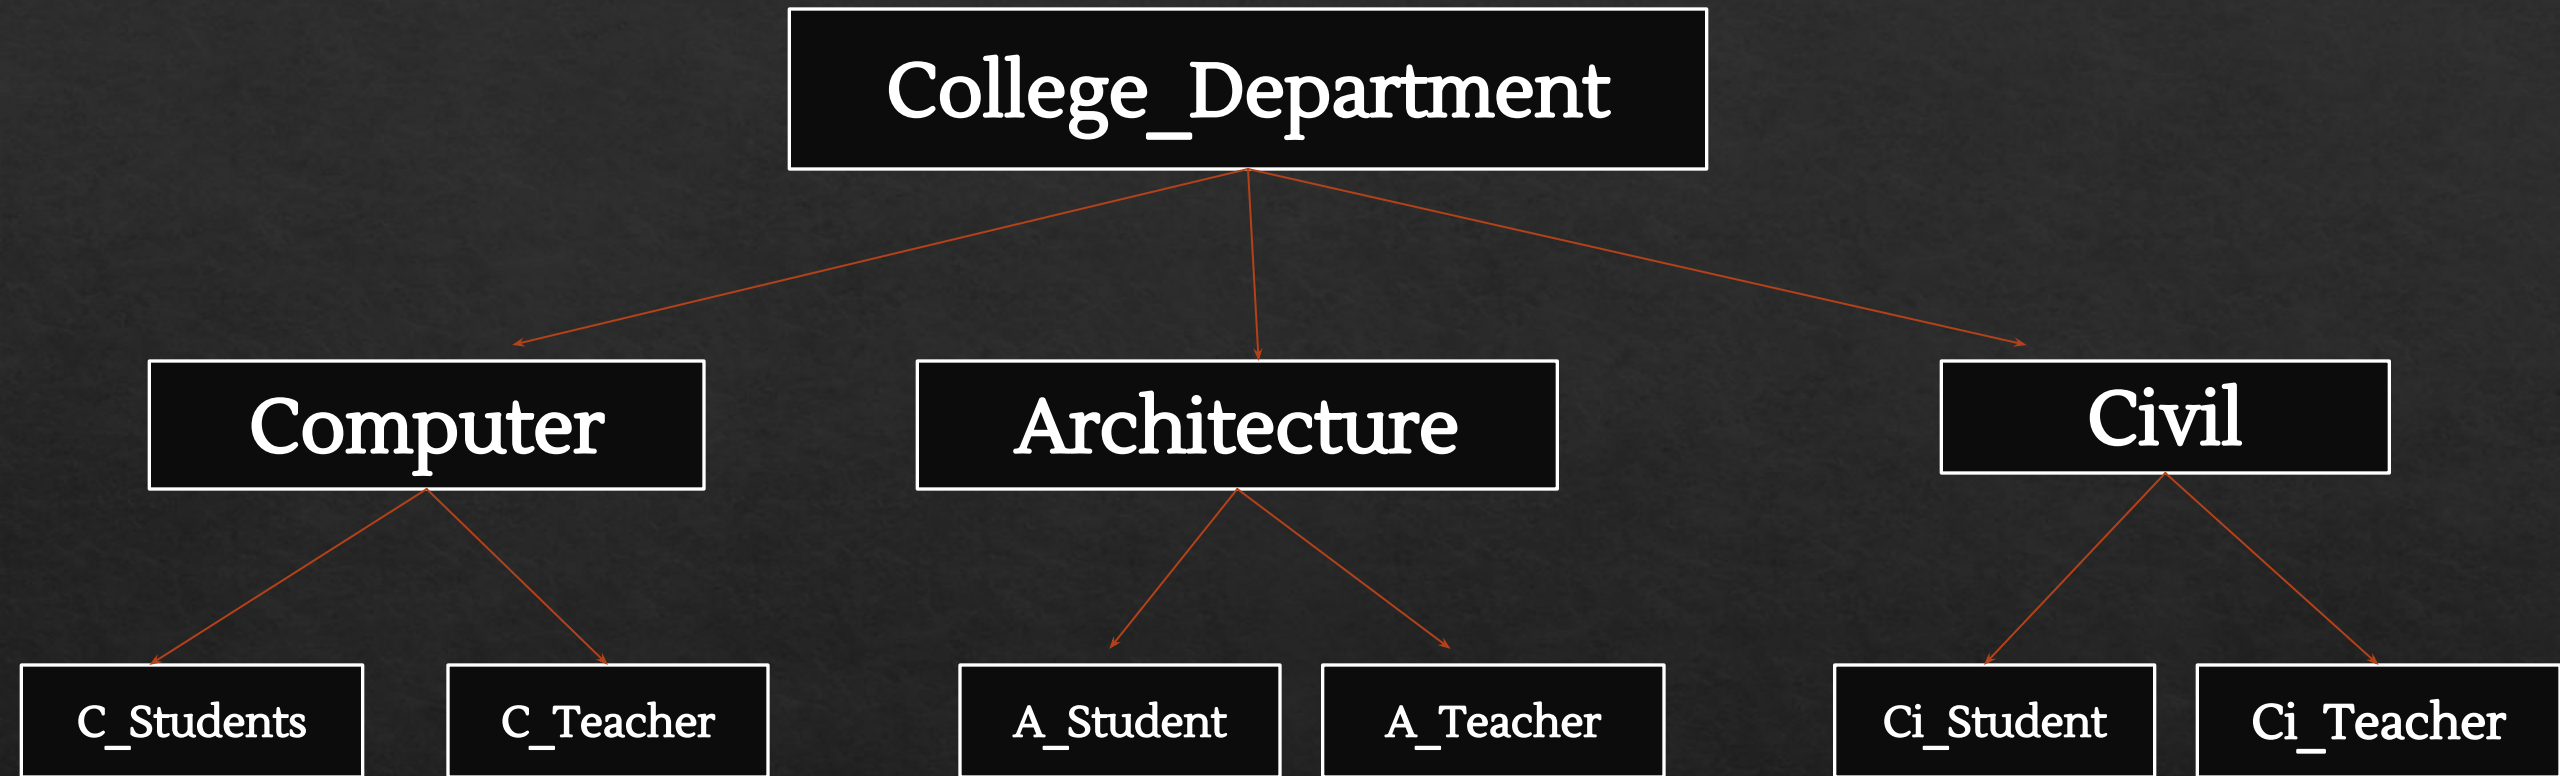 College_Department
Computer
Architecture
Civil
C_Students
C_Teacher
A_Student
A_Teacher
Ci_Student
Ci_Teacher